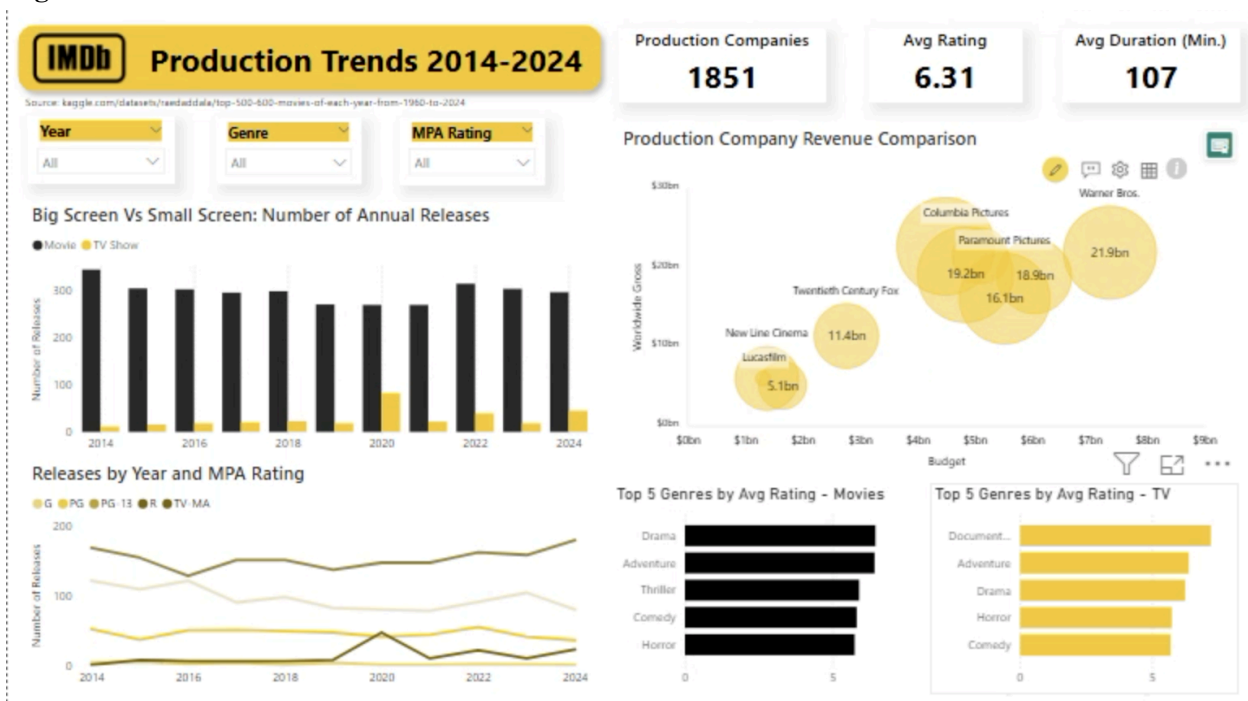 IMDb
Production Trends 2014-2024
Source: kaggle.com/datasets/raedaddala/top-500-600-movies-of-each-year-from-1960-to-2024
Production Companies
1851
Avg Rating
6.31
Avg Duration (Min.)
107
Year
All
Genre
All
MPA Rating
All
Big Screen Vs Small Screen: Number of Annual Releases
Movie TV Show
Number of Releases
300
200
100
0
2014 2016 2018 2020 2022 2024
Releases by Year and MPA Rating
G PG PG-13 R TV-MA
Number of Releases
200
100
0
2014 2016 2018 2020 2022 2024
Production Company Revenue Comparison
Worldwide Gross
$30bn
$20bn
$10bn
$0bn
Warner Bros.
Columbia Pictures
Paramount Pictures
21.9bn
19.2bn
18.9bn
16.1bn
Twentieth Century Fox
11.4bn
New Line Cinema
Lucasfilm
5.1bn
$0bn $1bn $2bn $3bn $4bn $5bn $6bn $7bn $8bn $9bn
Budget
Top 5 Genres by Avg Rating - Movies
Drama
Adventure
Thriller
Comedy
Horror
0 5
Top 5 Genres by Avg Rating - TV
Document...
Adventure
Drama
Horror
Comedy
0 5